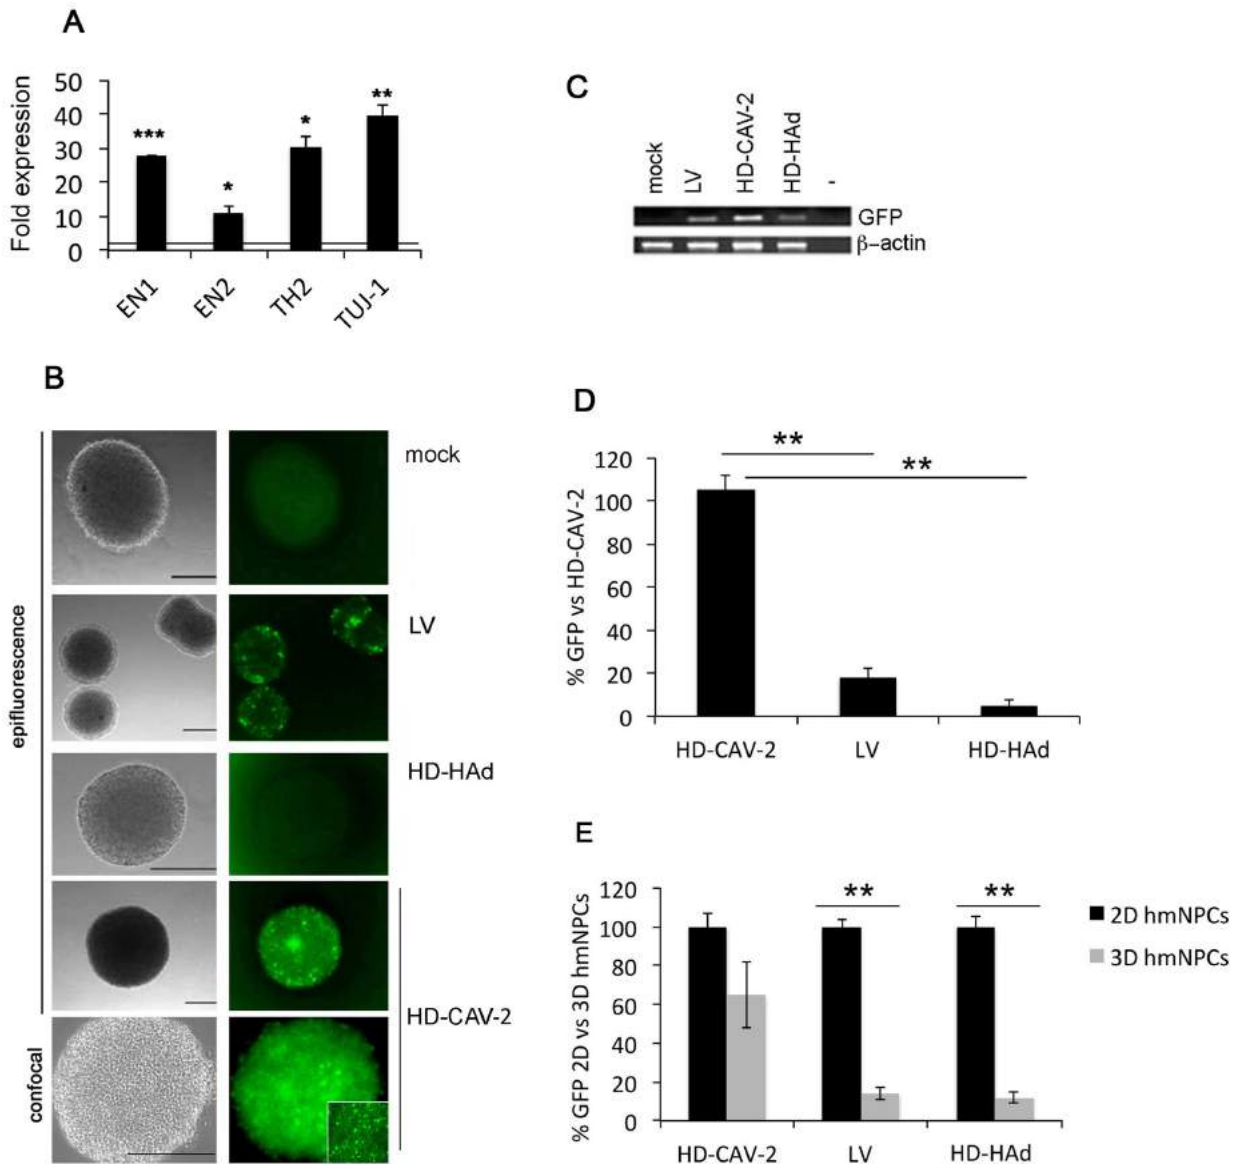 A
Fold expression
50
40
30
20
10
0
***
*
*
**
EN1
EN2
TH2
TUJ-1
B
epifluorescence
confocal
mock
LV
HD-HAd
HD-CAV-2
C
mock
LV
HD-CAV-2
HD-HAd
-
GFP
β-actin
D
% GFP vs HD-CAV-2
120
100
80
60
40
20
0
**
**
HD-CAV-2
LV
HD-HAd
E
% GFP 2D vs 3D hmNPCs
120
100
80
60
40
20
0
**
**
HD-CAV-2
LV
HD-HAd
2D hmNPCs
3D hmNPCs